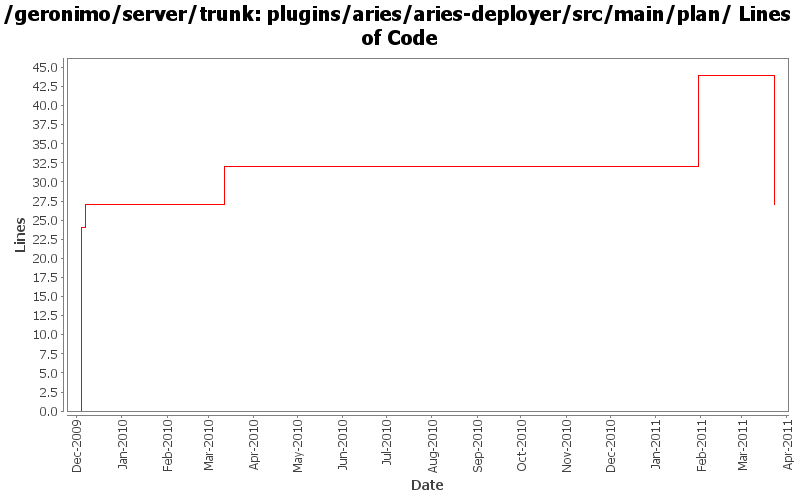 /geronimo/server/trunk: plugins/aries/aries-deployer/src/main/plan/ Lines
of Code
Lines
45.0
42.5
40.0
37.5
35.0
32.5
30.0
27.5
25.0
22.5
20.0
17.5
15.0
12.5
10.0
7.5
5.0
2.5
0.0
Dec-2009
Jan-2010
Feb-2010
Mar-2010
Apr-2010
May-2010
Jun-2010
Jul-2010
Aug-2010
Sep-2010
Oct-2010
Nov-2010
Dec-2010
Jan-2011
Feb-2011
Mar-2011
Apr-2011
Date